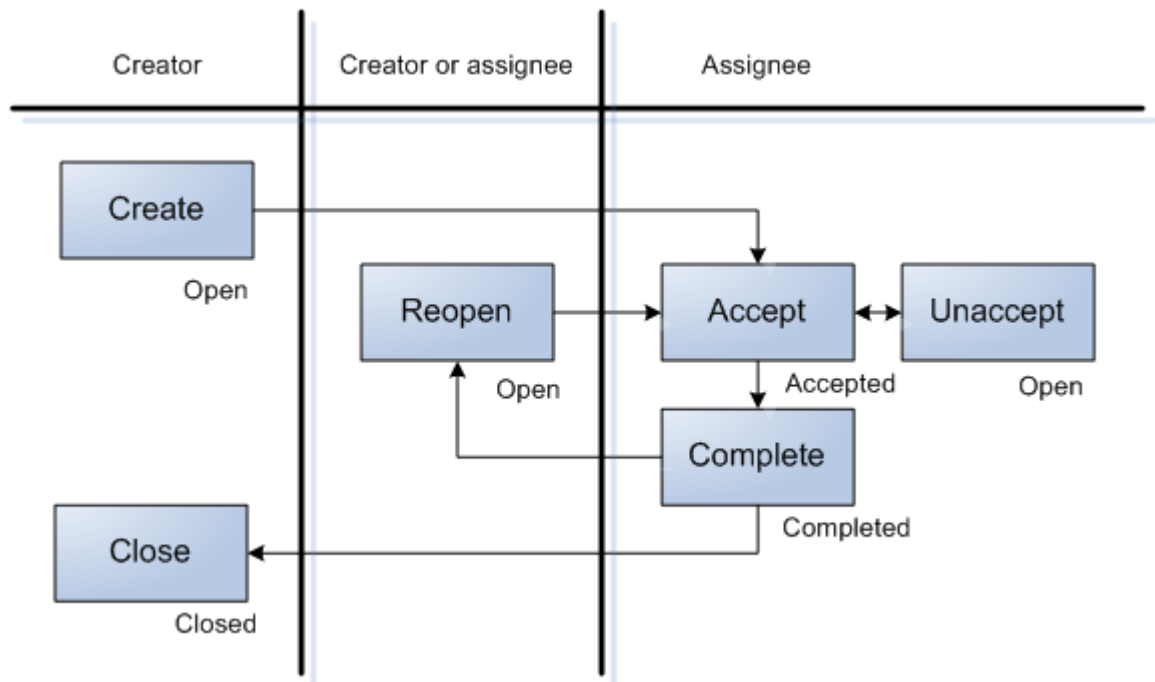 Creator
Creator or assignee
Assignee
Create
Open
Reopen
Accept
Unaccept
Open
Accepted
Open
Complete
Completed
Close
Closed